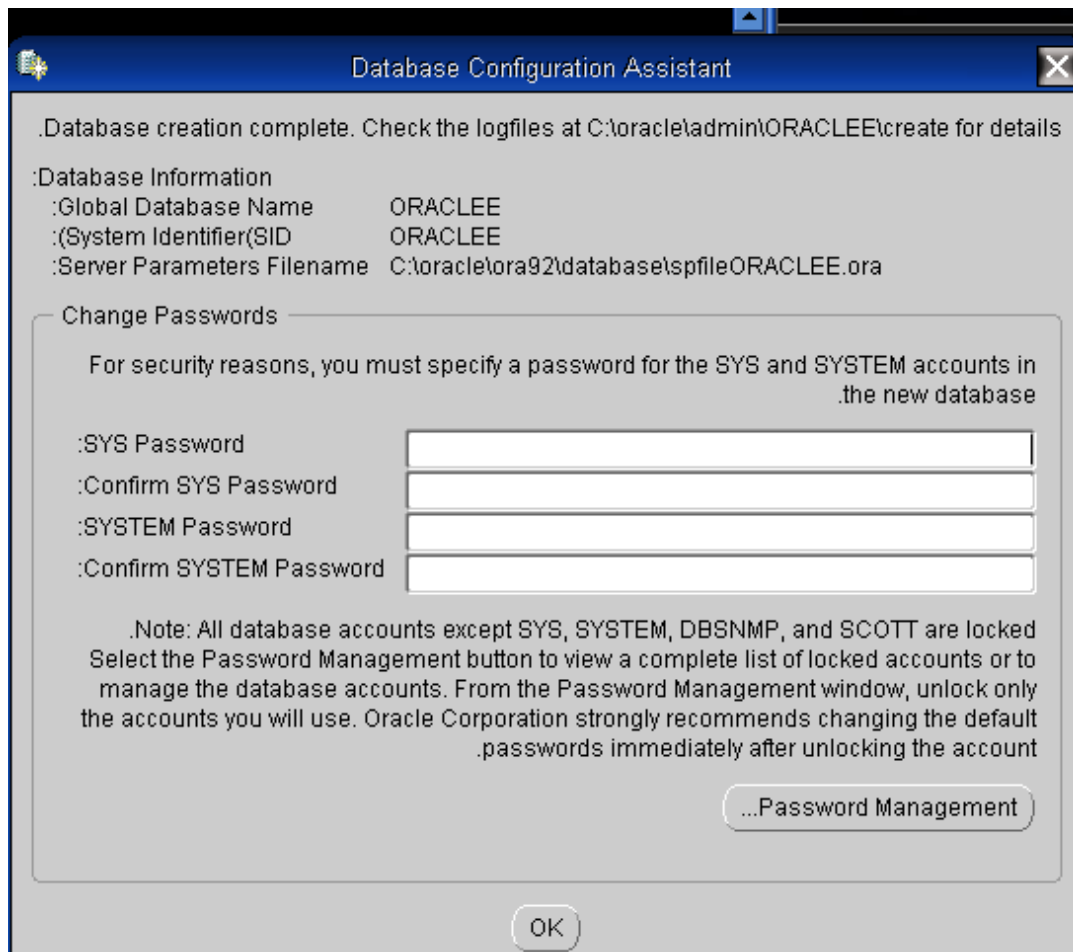 Database Configuration Assistant
.Database creation complete. Check the logfiles at C:\oracle\admin\ORACLEE\create for details
:Database Information
:Global Database Name ORACLEE
:(System Identifier(SID ORACLEE
:Server Parameters Filename C:\oracle\ora92\database\spfileORACLEE.ora
Change Passwords
For security reasons, you must specify a password for the SYS and SYSTEM accounts in
.the new database
:SYS Password
:Confirm SYS Password
:SYSTEM Password
:Confirm SYSTEM Password
.Note: All database accounts except SYS, SYSTEM, DBSNMP, and SCOTT are locked
Select the Password Management button to view a complete list of locked accounts or to
manage the database accounts. From the Password Management window, unlock only
the accounts you will use. Oracle Corporation strongly recommends changing the default
.passwords immediately after unlocking the account
...Password Management
OK